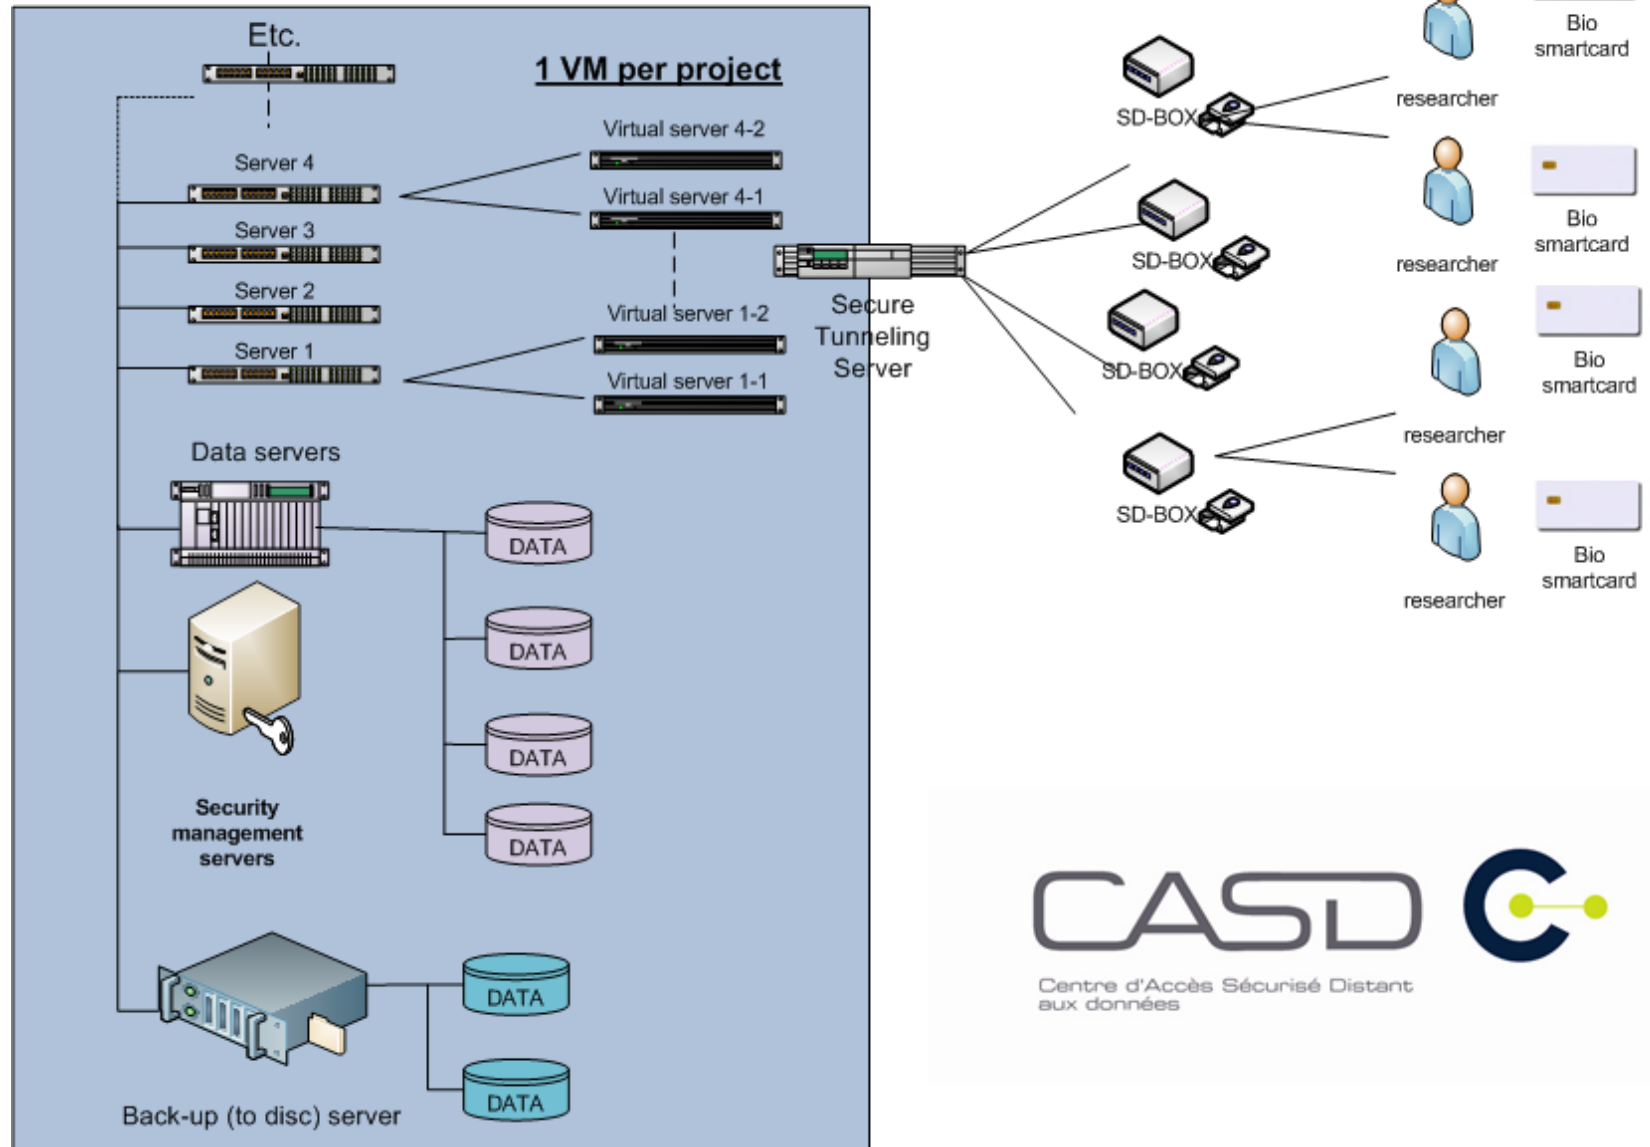 Etc.
1 VM per project
Server 4
Virtual server 4-2
Virtual server 4-1
Server 3
Server 2
Server 1
Virtual server 1-2
Virtual server 1-1
Secure
Tunneling
Server
Data servers
DATA
DATA
DATA
DATA
Security
management
servers
DATA
DATA
Back-up (to disc) server
SD-BOX
SD-BOX
SD-BOX
SD-BOX
researcher
Bio
smartcard
researcher
Bio
smartcard
researcher
Bio
smartcard
researcher
Bio
smartcard
CASD
Centre d'Accès Sécurisé Distant
aux données